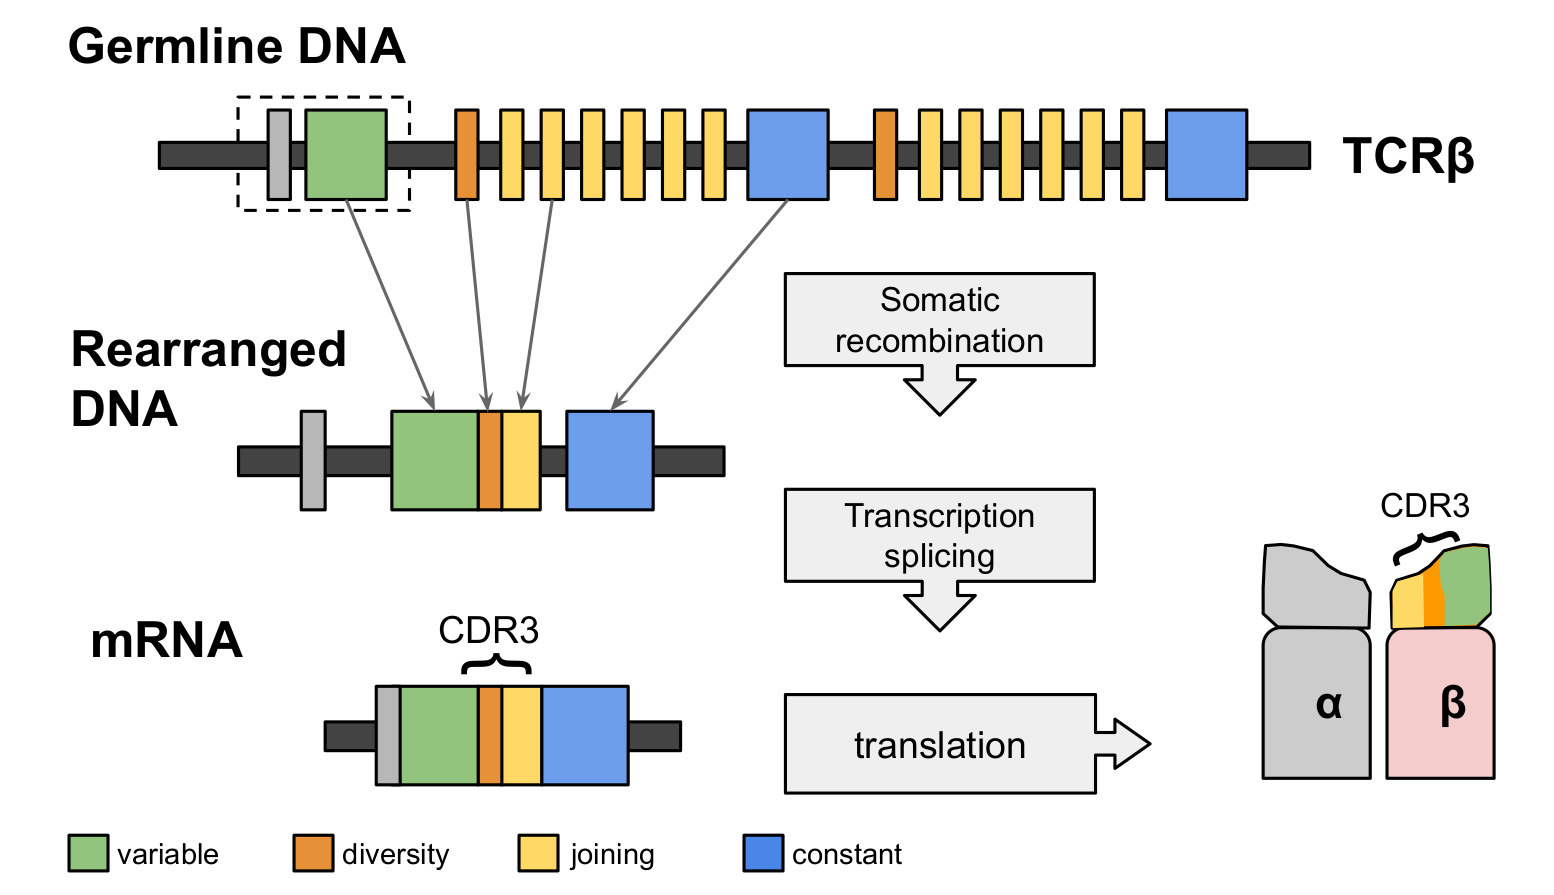 Germline DNA
TCRβ
Somatic
recombination
Rearranged
DNA
Transcription
splicing
CDR3
mRNA
CDR3
α
β
translation
variable
diversity
joining
constant